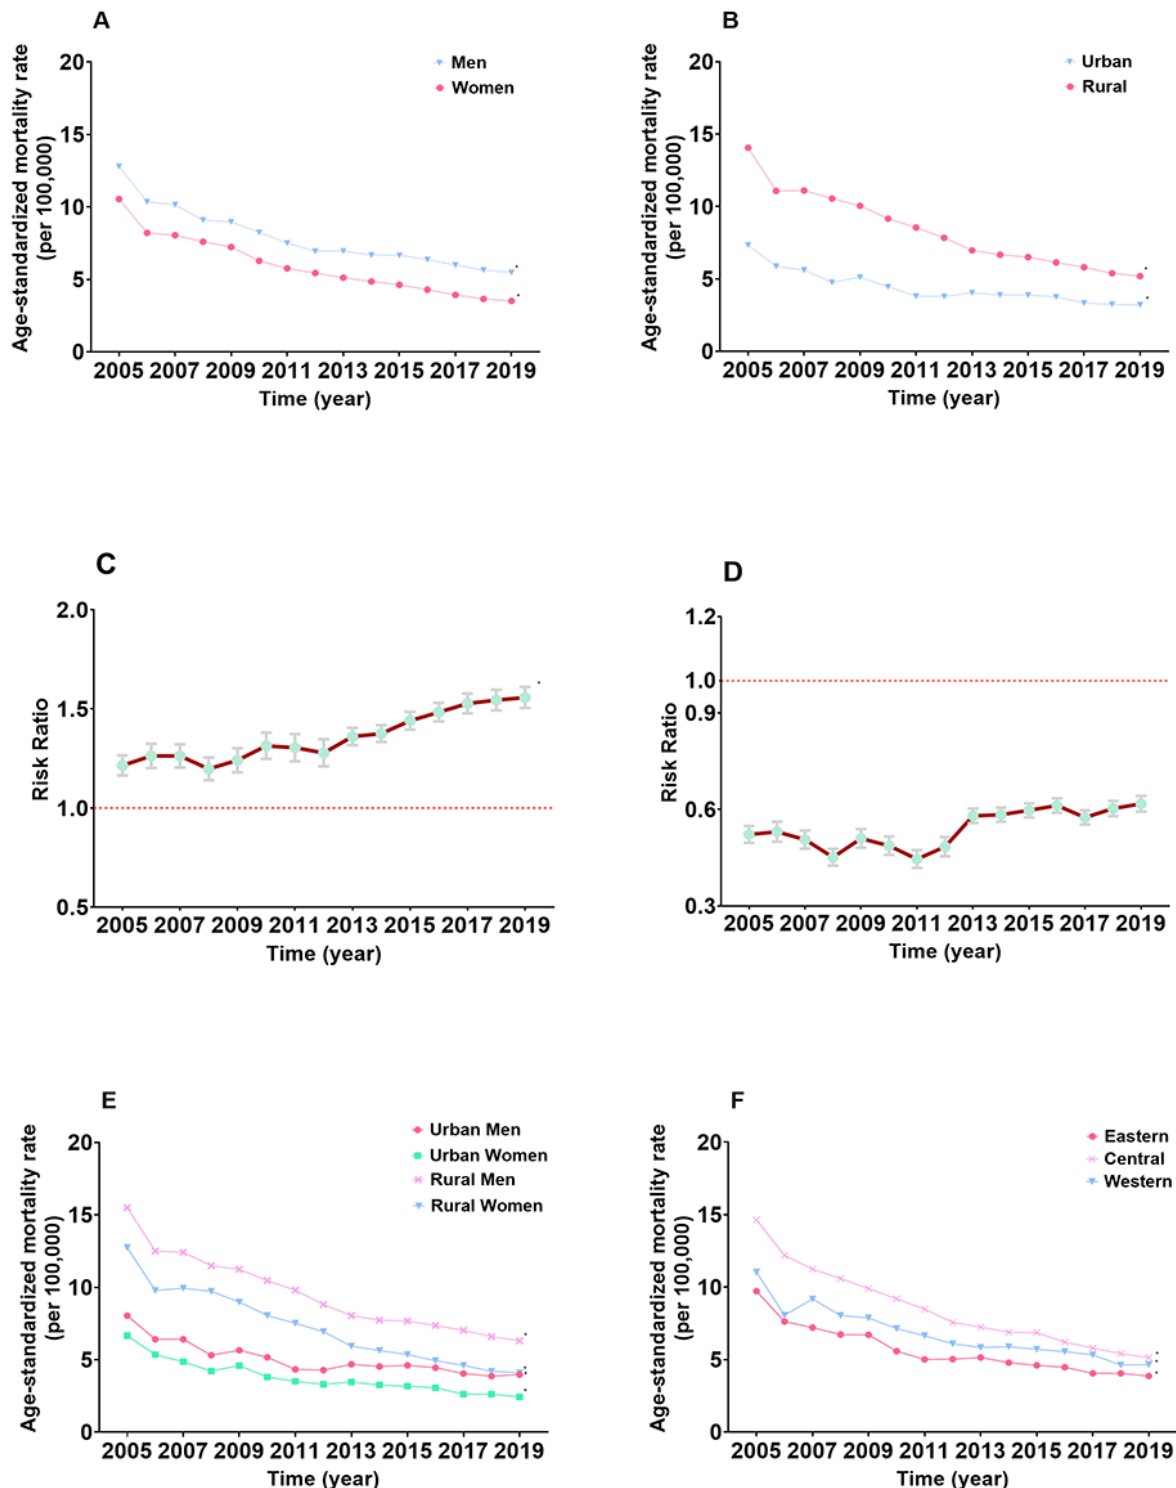 A
Age-standardized mortality rate
(per 100,000)
20
15
10
5
0
Men
Women
2005 2007 2009 2011 2013 2015 2017 2019
Time (year)
B
Age-standardized mortality rate
(per 100,000)
20
15
10
5
0
Urban
Rural
2005 2007 2009 2011 2013 2015 2017 2019
Time (year)
C
Risk Ratio
2.0
1.5
1.0
0.5
2005 2007 2009 2011 2013 2015 2017 2019
Time (year)
D
Risk Ratio
1.2
1.0
0.9
0.6
0.3
2005 2007 2009 2011 2013 2015 2017 2019
Time (year)
E
Age-standardized mortality rate
(per 100,000)
20
15
10
5
0
Urban Men
Urban Women
Rural Men
Rural Women
2005 2007 2009 2011 2013 2015 2017 2019
Time (year)
F
Age-standardized mortality rate
(per 100,000)
20
15
10
5
0
Eastern
Central
Western
2005 2007 2009 2011 2013 2015 2017 2019
Time (year)